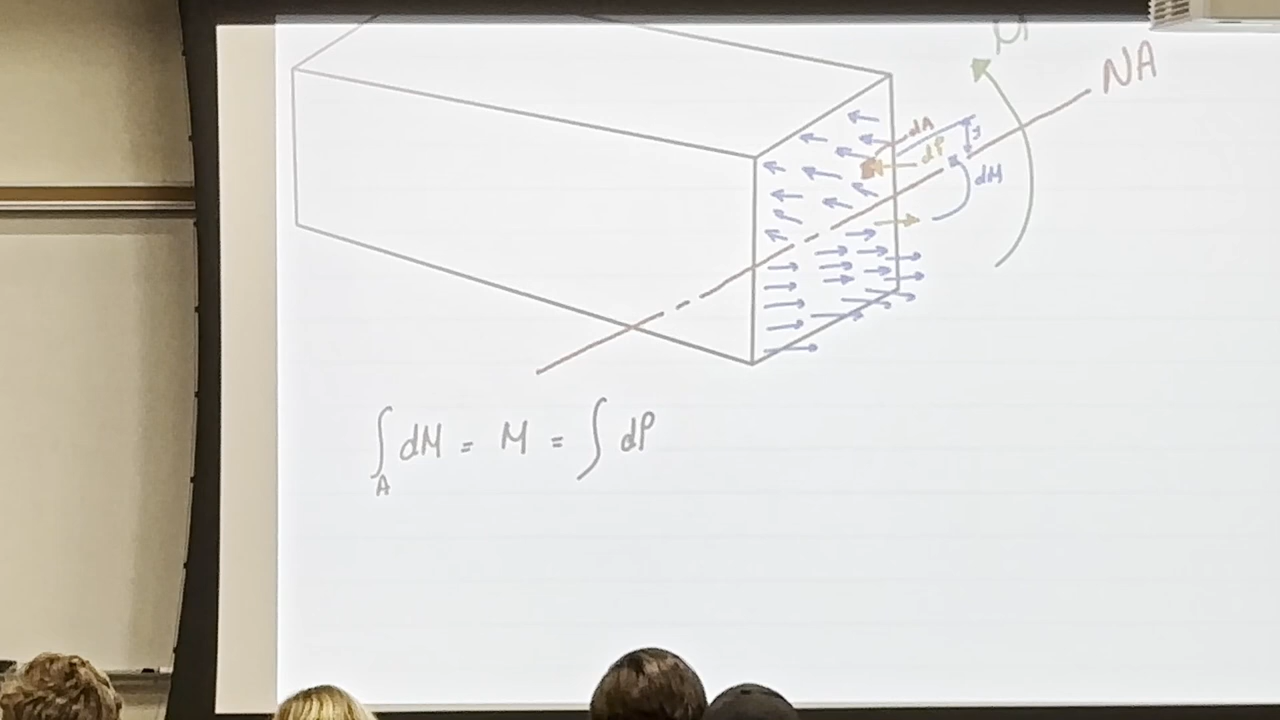 M
NA
dA
dP
y
dM
∫ dM = M = ∫ dP
A